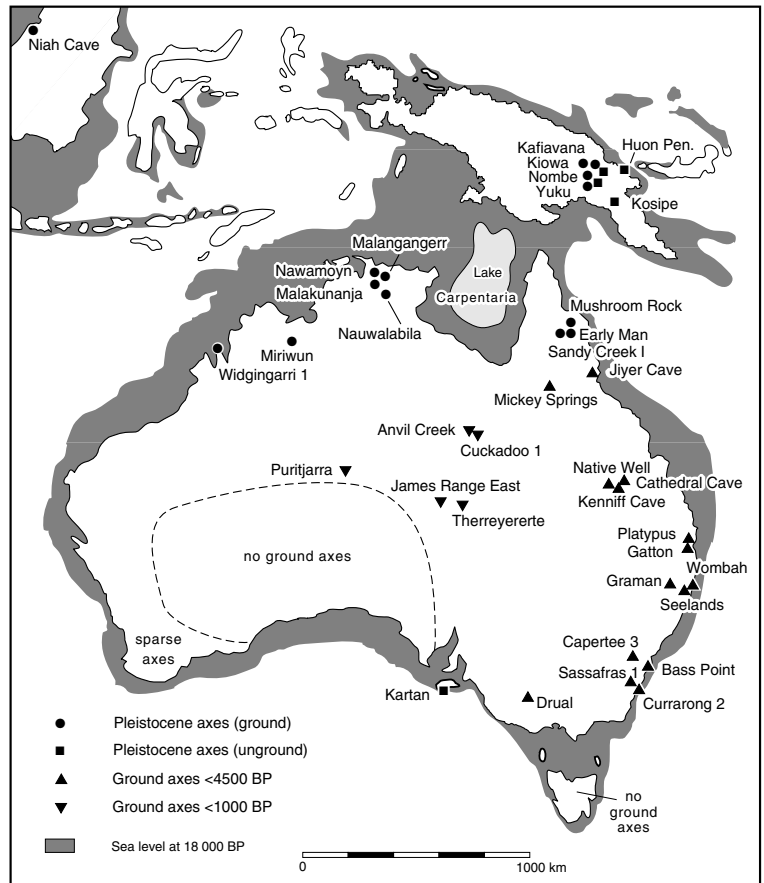 Niah Cave
Kafiavana
Huon Pen.
Kiowa
Nombe
Yuku
Kosipe
Malangangerr
Nawamoyn
Lake
Carpentaria
Malakunanja
Mushroom Rock
Nauwalabila
Early Man
Miriwun
Sandy Creek I
Widgingarri 1
Jiyer Cave
Mickey Springs
Anvil Creek
Cuckadoo 1
Puritjarra
Native Well
Cathedral Cave
James Range East
Kenniff Cave
Therreyererte
Platypus
no ground axes
Gatton
Wombah
Graman
Seelands
sparse
axes
Capertee 3
Sassafras 1
Bass Point
Kartan
Drual
Currarong 2
Pleistocene axes (ground)
Pleistocene axes (unground)
Ground axes <4500 BP
Ground axes <1000 BP
no
ground
axes
Sea level at 18 000 BP
0
1000 km